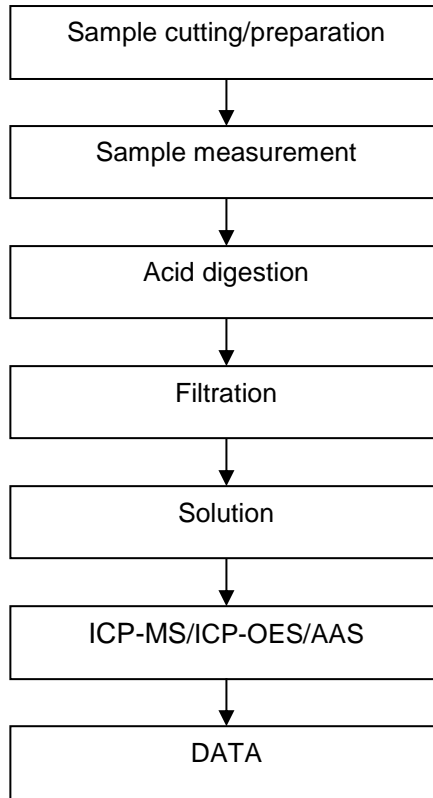 Sample cutting/preparation
Sample measurement
Acid digestion
Filtration
Solution
ICP-MS/ICP-OES/AAS
DATA